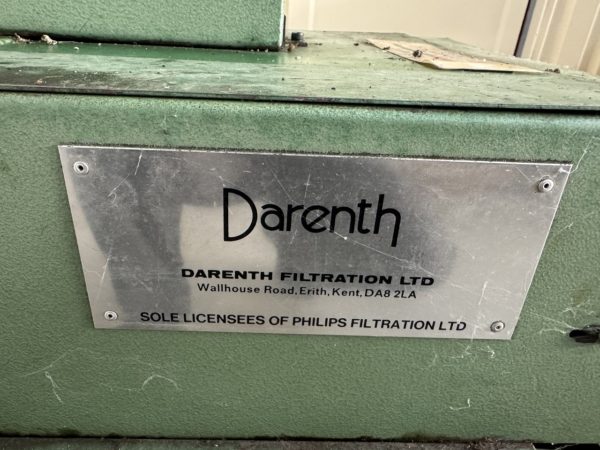 Darenth
DARENTH FILTRATION LTD
Wallhouse Road, Erith, Kent, DA8 2LA
SOLE LICENSEES OF PHILIPS FILTRATION LTD